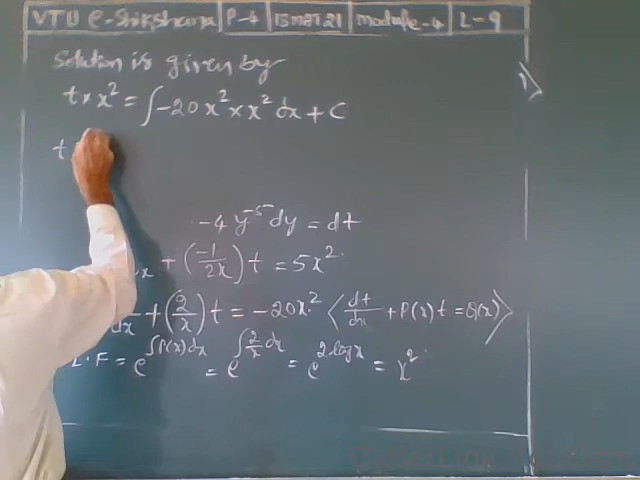 VTU e-Shikshana P-4 18MAT21 Module-4 L-9
Solution is given by
t × x² = ∫ -20x² × x² dx + C
t
-4 y⁻⁵ dy = dt
x + (-1/2x) t = 5x²
dx + (2/x) t = -20x² < dt/dx + P(x) t = Q(x) >
I.F = e^∫P(x)dx = e^∫2/x dx = e^2 log x = x²